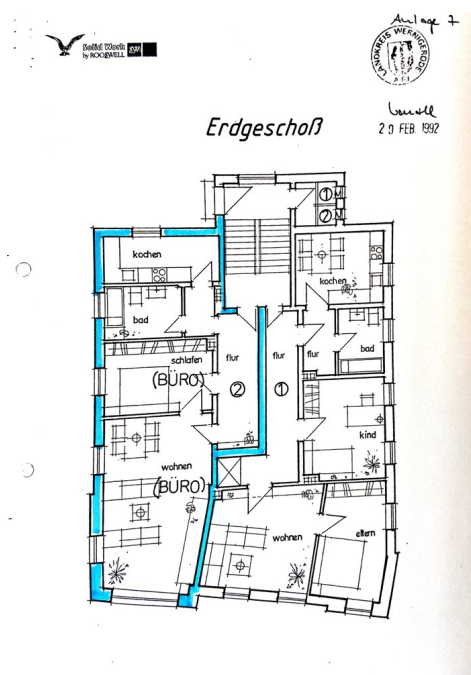 Anlage 7
Solid Work
by ROCKWELL
SW
LANDKREIS WERNIGERODE
20 FEB. 1992
Erdgeschoß
1
2
kochen
kochen
bad
flur
flur
flur
bad
schlafen
(BÜRO)
2
1
kind
wohnen
(BÜRO)
wohnen
eltern